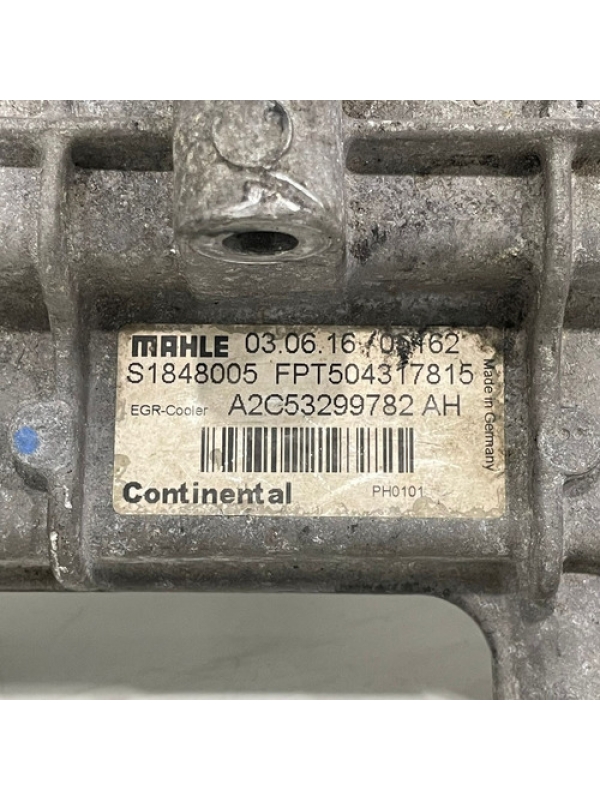 MAHLE 03.06.16
S1848005 FPT504317815
EGR-Cooler A2C53299782 AH
Continental PH0101
Made in Germany